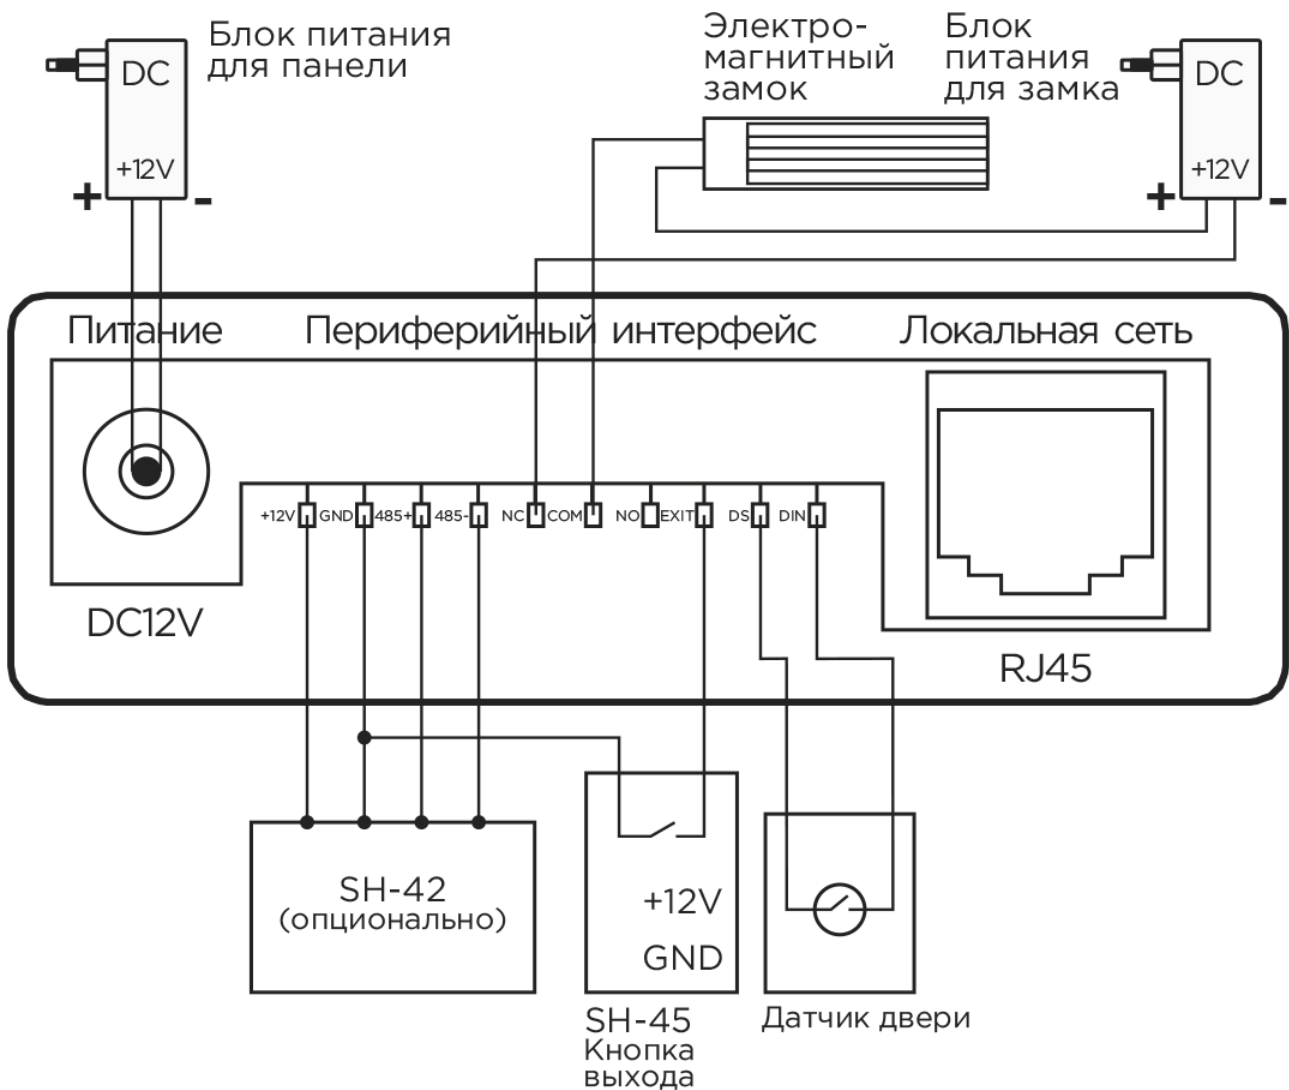 Блок питания
для панели
DC
+12V
+ -
Электро-
магнитный
замок
Блок
питания
для замка
DC
+12V
+ -
Питание
Периферийный интерфейс
Локальная сеть
+12V GND 485+ 485- NC COM NO EXIT DS DIN
DC12V
RJ45
SH-42
(опционально)
+12V
GND
SH-45
Кнопка
выхода
Датчик двери